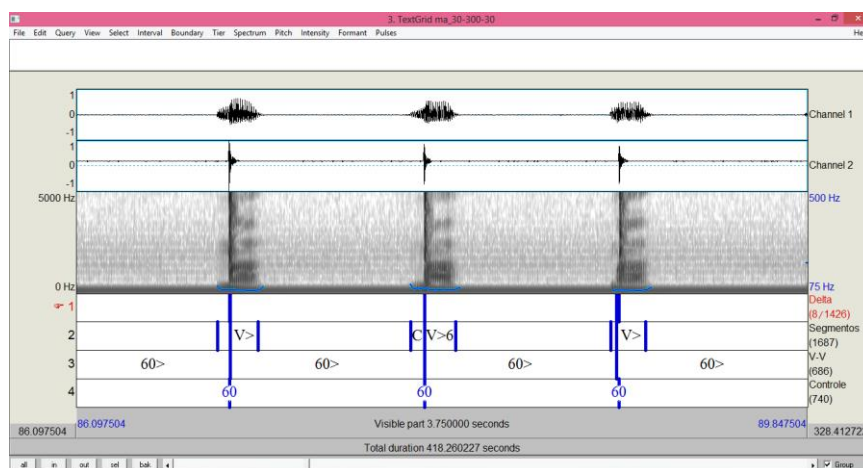 3. TextGrid ma_30-300-30
File Edit Query View Select Interval Boundary Tier Spectrum Pitch Intensity Formant Pulses He
1
0
-1
Channel 1
1
0
-1
Channel 2
5000 Hz
500 Hz
0 Hz
75 Hz
1
Delta
(8/1426)
2
V> C V>6 V>
Segmentos
(1687)
3
60> 60> 60> 60>
V-V
(686)
4
60 60 60
Controle
(740)
86.097504
86.097504 Visible part 3.750000 seconds 89.847504
328.412723
Total duration 418.260227 seconds
all in out sel bak Group